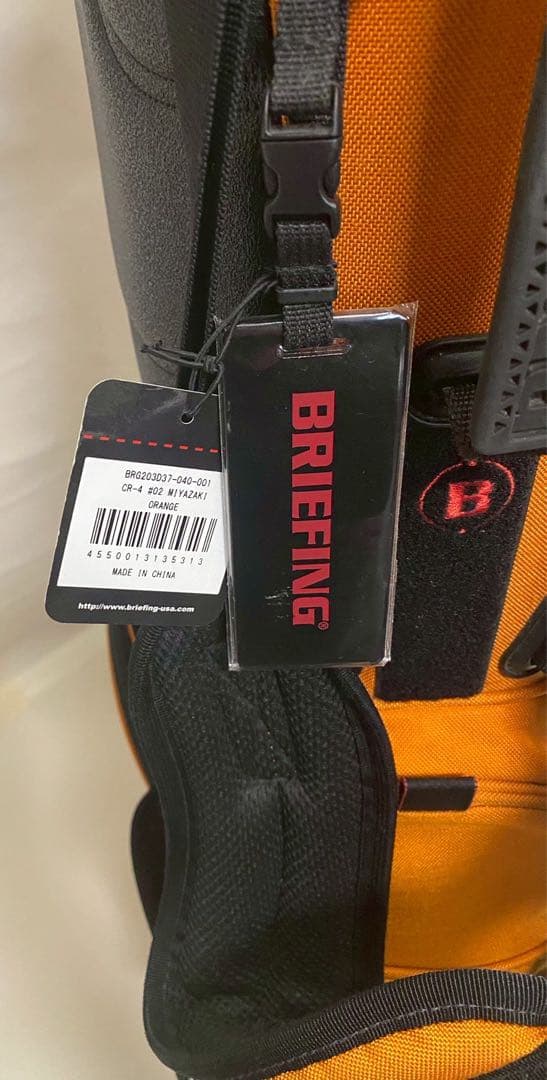 BRG203D37-040-001
CR-4 #02 MIYAZAKI
ORANGE
4550013135313
MADE IN CHINA
http://www.briefing-usa.com
BRIEFING®
B